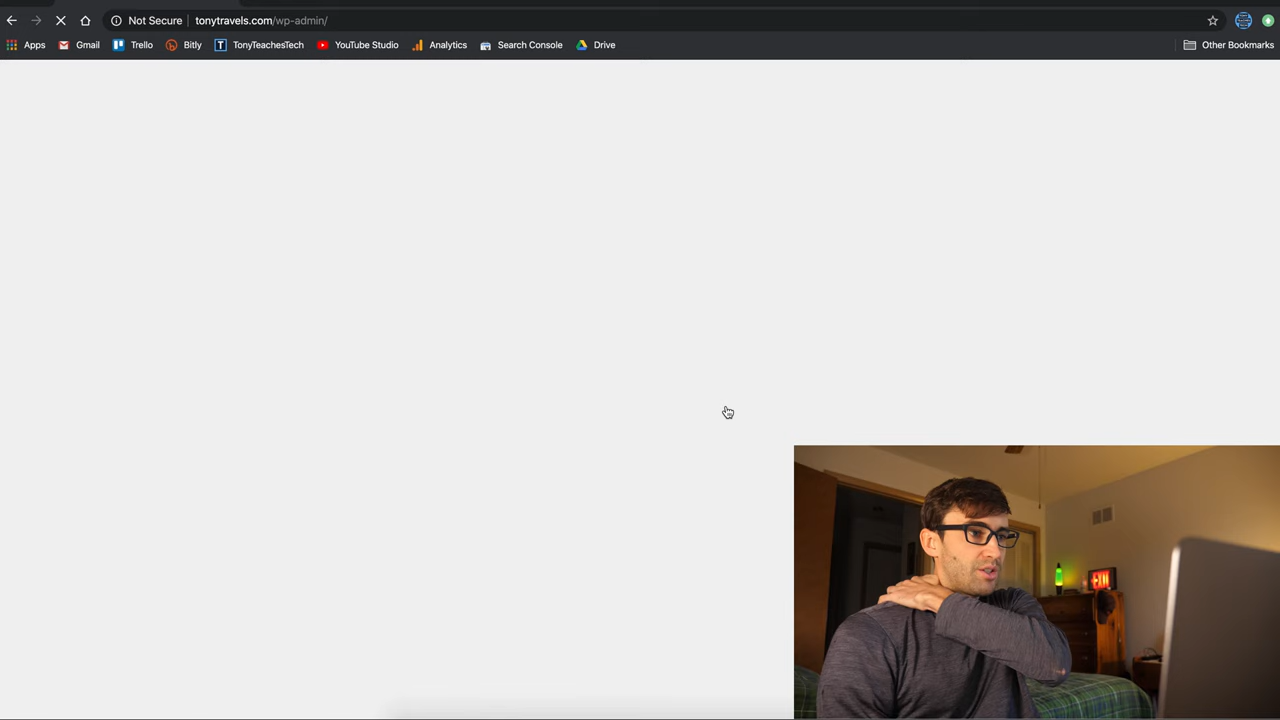 Not Secure tonytravels.com/wp-admin/
Apps Gmail Trello Bitly T TonyTeachesTech YouTube Studio Analytics Search Console Drive Other Bookmarks